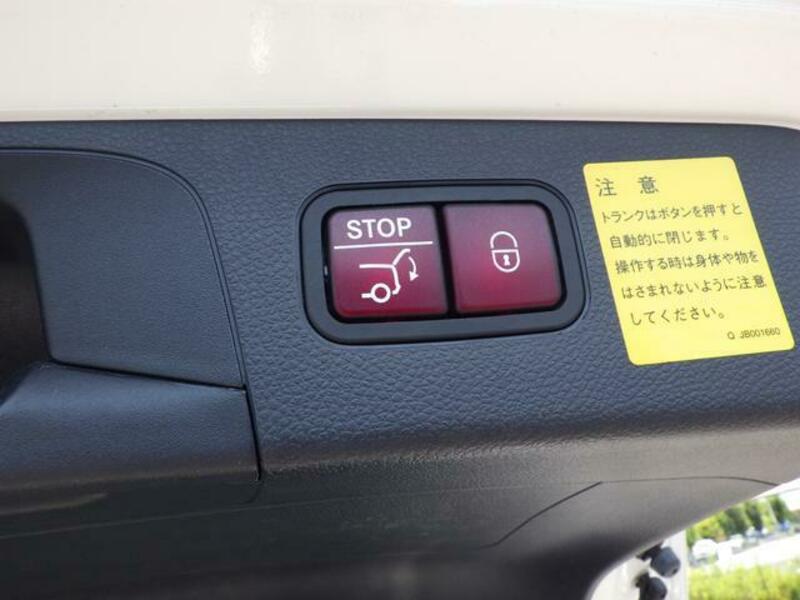 STOP
注意
トランクはボタンを押すと
自動的に閉じます。
操作する時は身体や物を
はさまれないように注意
してください。
Q JB001660